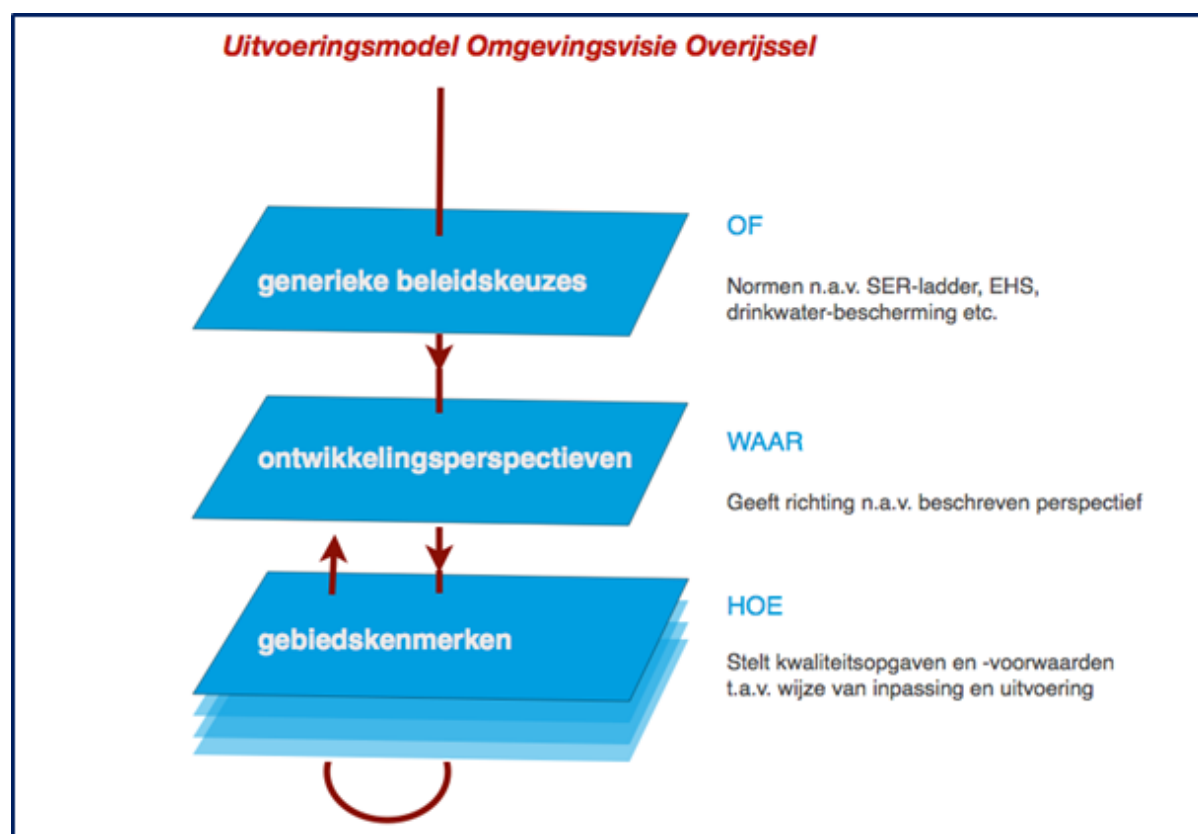 Uitvoeringsmodel Omgevingsvisie Overijssel
generieke beleidskeuzes
OF
Normen n.a.v. SER-ladder, EHS,
drinkwater-bescherming etc.
ontwikkelingsperspectieven
WAAR
Geeft richting n.a.v. beschreven perspectief
gebiedskenmerken
HOE
Stelt kwaliteitsopgaven en -voorwaarden
t.a.v. wijze van inpassing en uitvoering